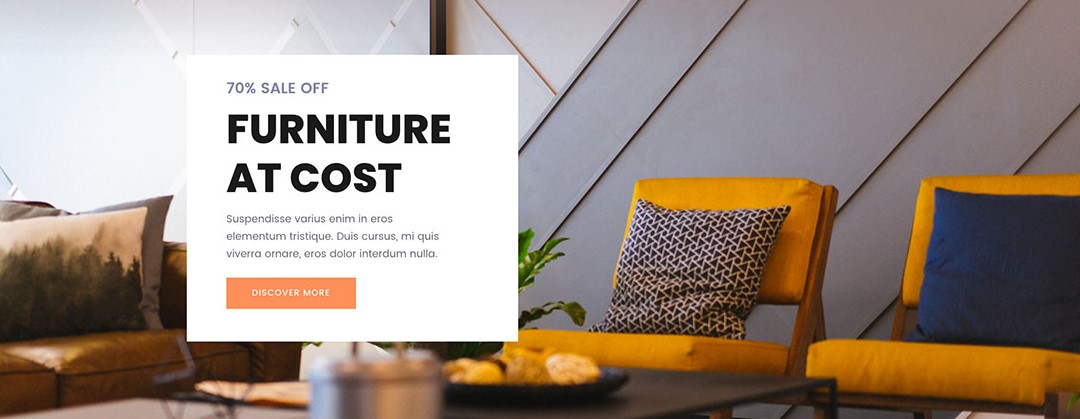 70% SALE OFF
FURNITURE
AT COST
Suspendisse varius enim in eros
elementum tristique. Duis cursus, mi quis
viverra ornare, eros dolor interdum nulla.
DISCOVER MORE